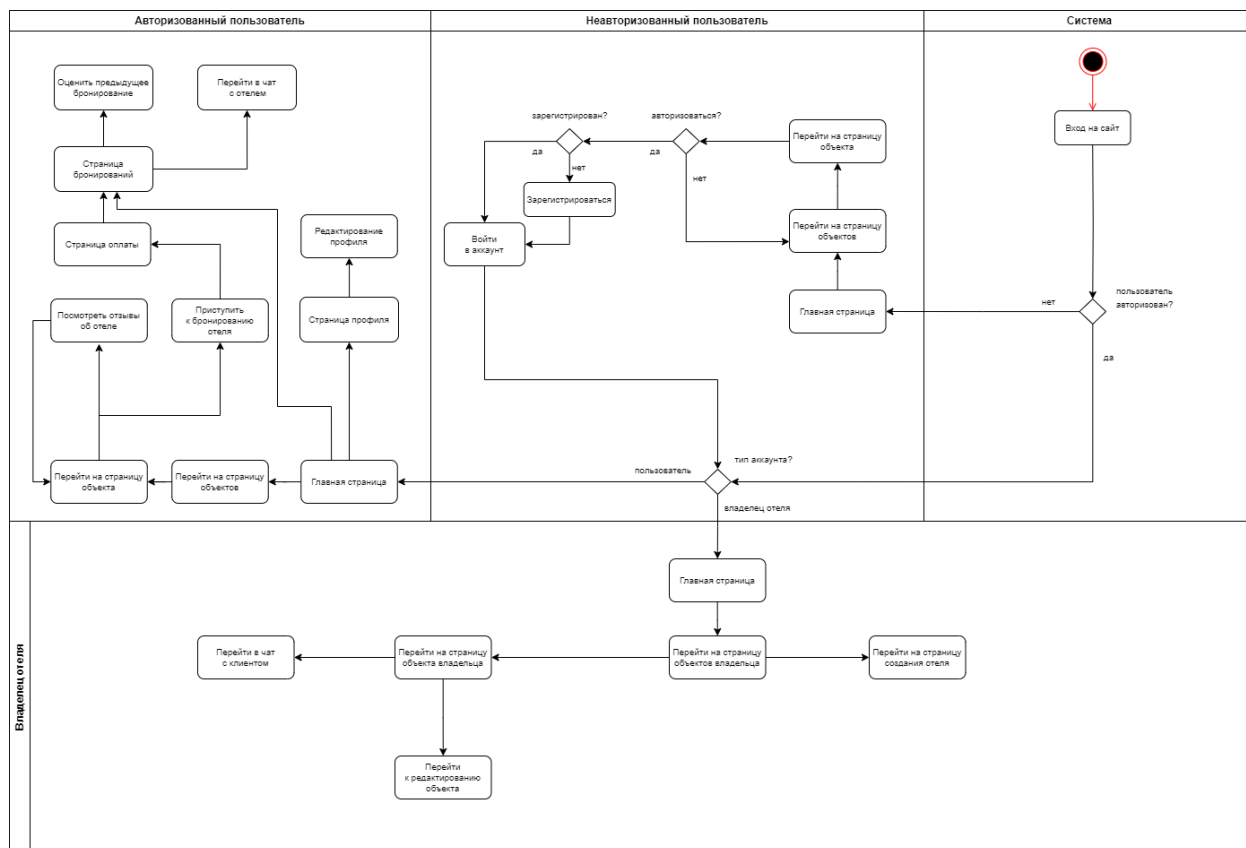 Авторизованный пользователь
Неавторизованный пользователь
Система
Оценить предыдущее
бронирование
Перейти в чат
с отелем
Страница
бронирований
Страница оплаты
Редактирование
профиля
Посмотреть отзывы
об отеле
Приступить
к бронированию
отеля
Страница профиля
Перейти на страницу
объекта
Перейти на страницу
объектов
Главная страница
зарегистрирован?
авторизоваться?
Перейти на страницу
объекта
да
да
нет
нет
Зарегистрироваться
Войти
в аккаунт
Перейти на страницу
объектов
Главная страница
тип аккаунта?
пользователь
владелец отеля
Вход на сайт
пользователь
авторизован?
нет
да
Владелец отеля
Главная страница
Перейти в чат
с клиентом
Перейти на страницу
объекта владельца
Перейти на страницу
объектов владельца
Перейти на страницу
создания отеля
Перейти
к редактированию
объекта